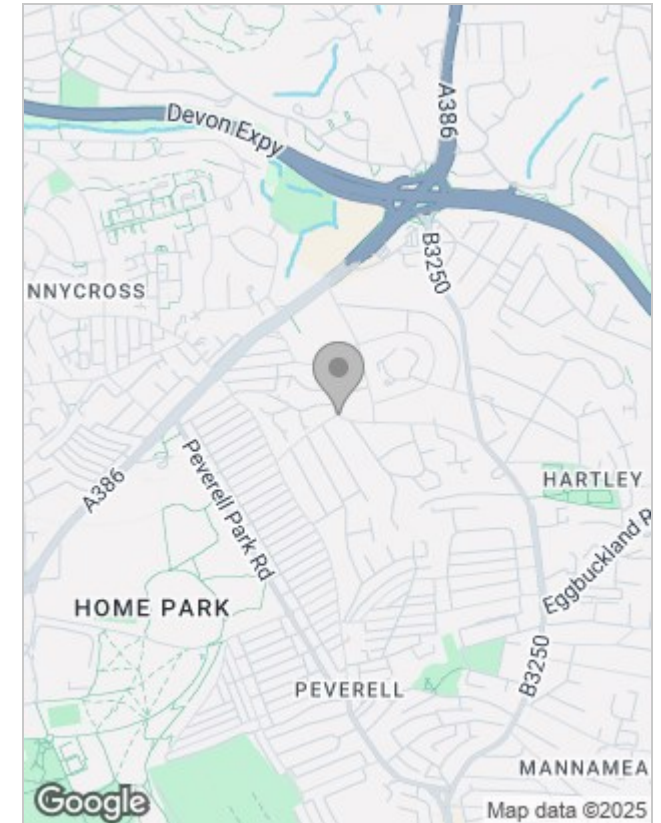 A386
Devon Expy
B3250
NNYCROSS
HARTLEY
A386
Peverell Park Rd
Eggbuckland R
HOME PARK
B3250
PEVERELL
MANNAMEA
Google
Map data ©2025